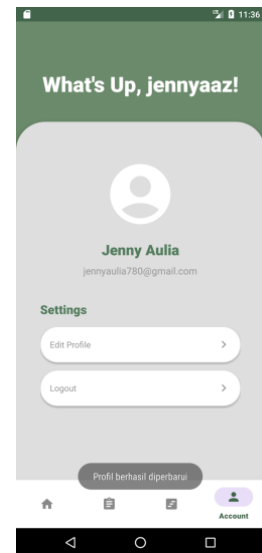 11:36
What's Up, jennyaaz!
Jenny Aulia
jennyaulia780@gmail.com
Settings
Edit Profile
Logout
Profil berhasil diperbarui
Account